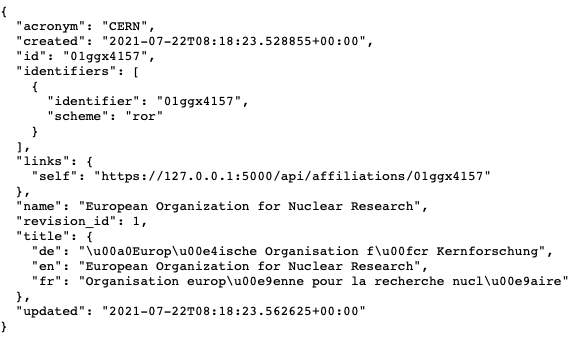 {
  "acronym": "CERN",
  "created": "2021-07-22T08:18:23.528855+00:00",
  "id": "01ggx4157",
  "identifiers": [
    {
      "identifier": "01ggx4157",
      "scheme": "ror"
    }
  ],
  "links": {
    "self": "https://127.0.0.1:5000/api/affiliations/01ggx4157"
  },
  "name": "European Organization for Nuclear Research",
  "revision_id": 1,
  "title": {
    "de": "\u00a0Europ\u00e4ische Organisation f\u00fcr Kernforschung",
    "en": "European Organization for Nuclear Research",
    "fr": "Organisation europ\u00e9enne pour la recherche nucl\u00e9aire"
  },
  "updated": "2021-07-22T08:18:23.562625+00:00"
}